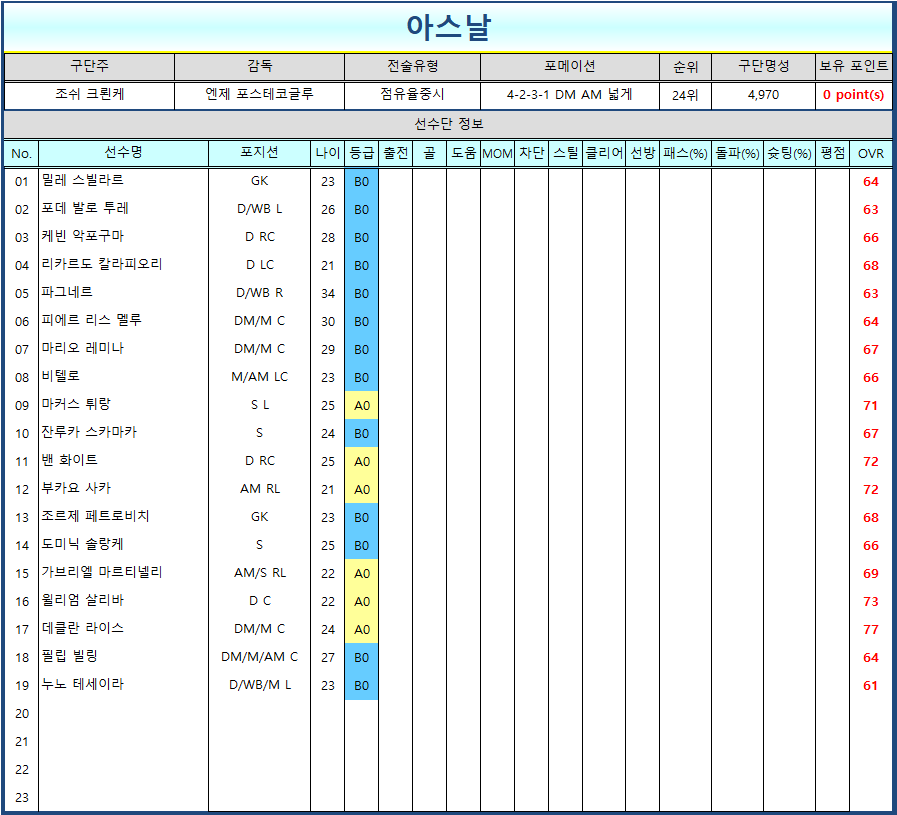 아스날
구단주 감독 전술유형 포메이션 순위 구단명성 보유 포인트
조쉬 크뢴케 엔제 포스테코글루 점유율중시 4-2-3-1 DM AM 넓게 24위 4,970 0 point(s)
선수단 정보
No. 선수명 포지션 나이 등급 출전 골 도움 MOM 차단 스틸 클리어 선방 패스(%) 돌파(%) 슛팅(%) 평점 OVR
01 밀레 스빌라르 GK 23 B0 64
02 포데 발로 투레 D/WB L 26 B0 63
03 케빈 악포구마 D RC 28 B0 66
04 리카르도 칼라피오리 D LC 21 B0 68
05 파그네르 D/WB R 34 B0 63
06 피에르 리스 멜루 DM/M C 30 B0 64
07 마리오 레미나 DM/M C 29 B0 67
08 비텔로 M/AM LC 23 B0 66
09 마커스 튀랑 S L 25 A0 71
10 잔루카 스카마카 S 24 B0 67
11 밴 화이트 D RC 25 A0 72
12 부카요 사카 AM RL 21 A0 72
13 조르제 페트로비치 GK 23 B0 68
14 도미닉 솔랑케 S 25 B0 66
15 가브리엘 마르티넬리 AM/S RL 22 A0 69
16 윌리엄 살리바 D C 22 A0 73
17 데클란 라이스 DM/M C 24 A0 77
18 필립 빌링 DM/M/AM C 27 B0 64
19 누노 테세이라 D/WB/M L 23 B0 61
20
21
22
23